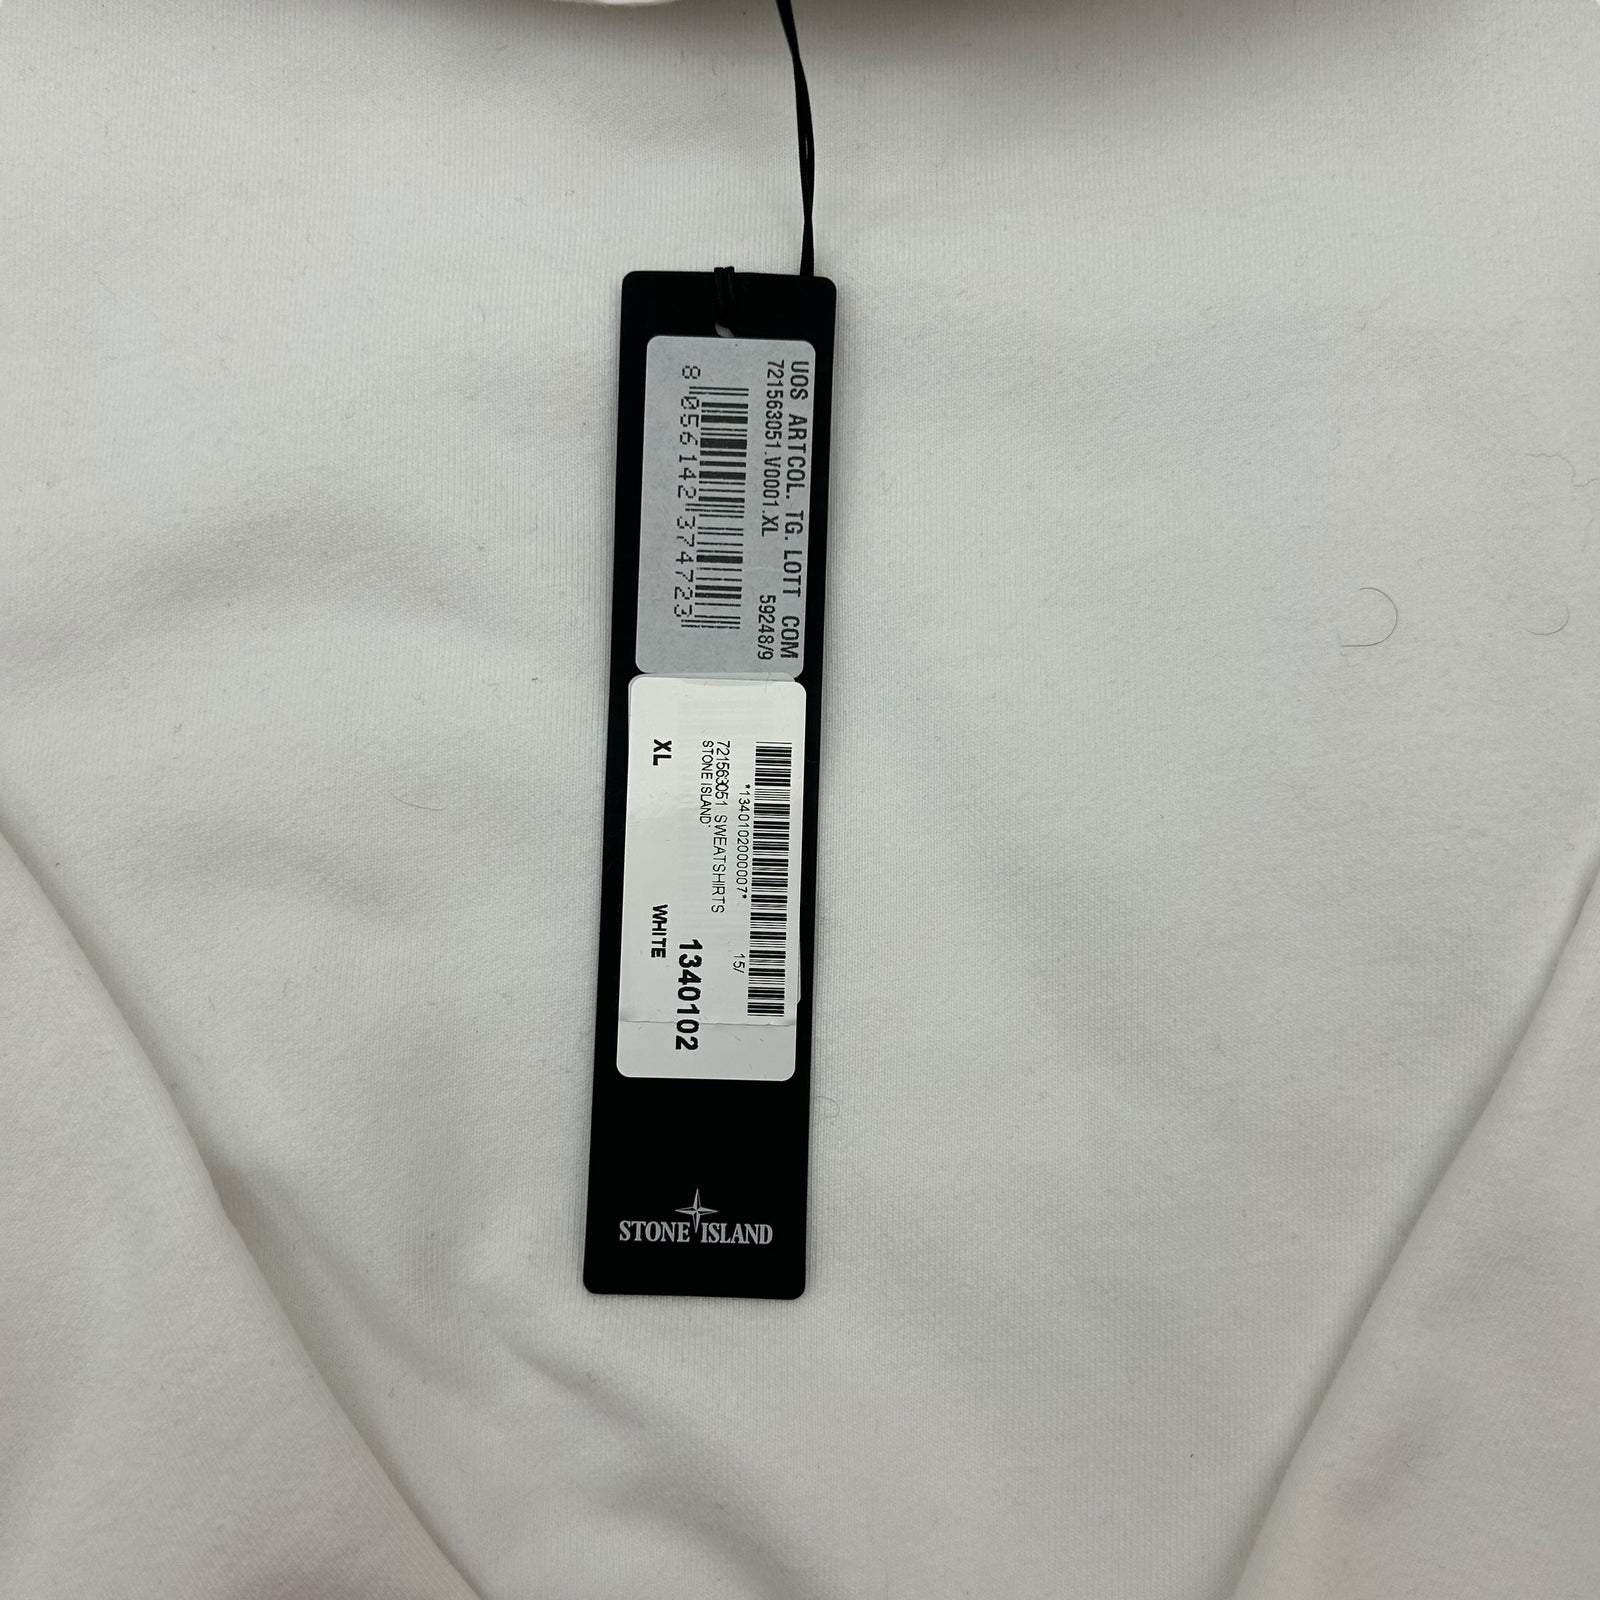 UOS ARTCOL. TG. LOTT COM
721563051.V0001.XL 59248/9
8 056142 374723
*1340102000007* 15/
721563051 SWEATSHIRTS
STONE ISLAND'
1340102
XL WHITE
STONE ISLAND